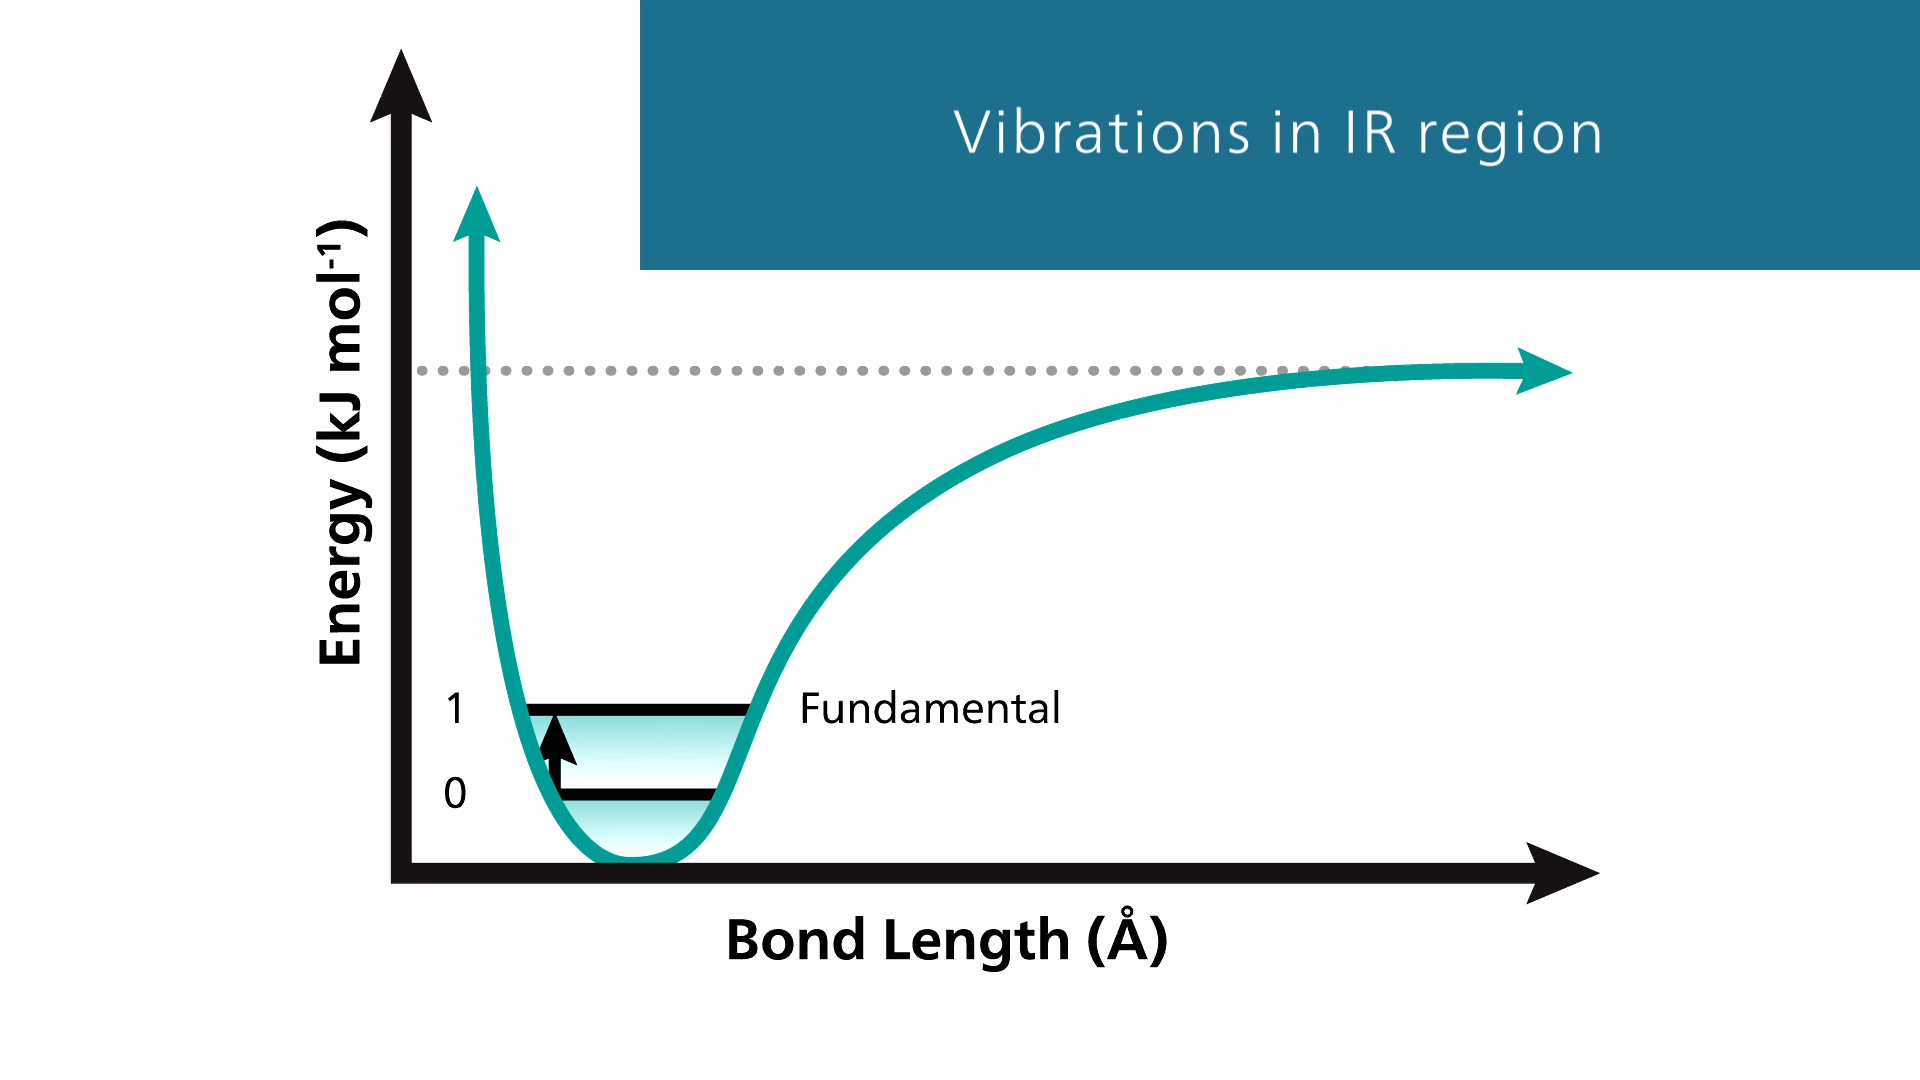 Vibrations in IR region
Energy (kJ mol⁻¹)
1
Fundamental
0
Bond Length (Å)